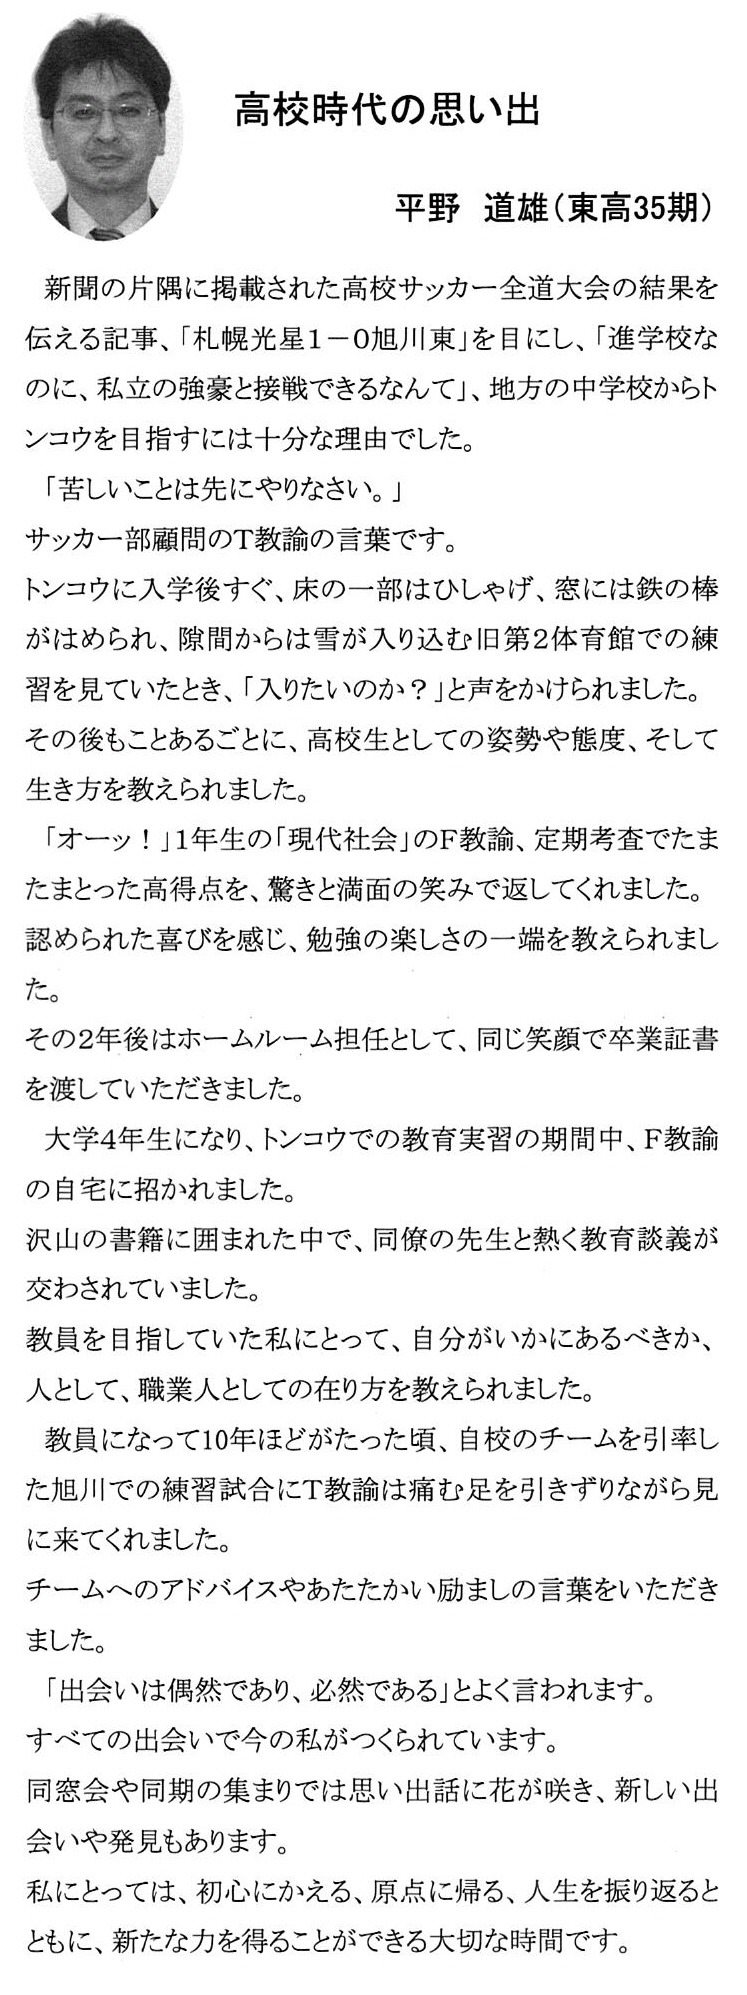 高校時代の思い出
平野　道雄(東高35期)
新聞の片隅に掲載された高校サッカー全道大会の結果を
伝える記事、「札幌光星１－０旭川東」を目にし、「進学校な
のに、私立の強豪と接戦できるなんて」、地方の中学校からト
ンコウを目指すには十分な理由でした。
「苦しいことは先にやりなさい。」
サッカー部顧問のＴ教諭の言葉です。
トンコウに入学後すぐ、床の一部はひしゃげ、窓には鉄の棒
がはめられ、隙間からは雪が入り込む旧第２体育館での練
習を見ていたとき、「入りたいのか？」と声をかけられました。
その後もことあるごとに、高校生としての姿勢や態度、そして
生き方を教えられました。
「オーッ！」１年生の「現代社会」のＦ教諭、定期考査でたま
たまとった高得点を、驚きと満面の笑みで返してくれました。
認められた喜びを感じ、勉強の楽しさの一端を教えられまし
た。
その２年後はホームルーム担任として、同じ笑顔で卒業証書
を渡していただきました。
大学４年生になり、トンコウでの教育実習の期間中、Ｆ教諭
の自宅に招かれました。
沢山の書籍に囲まれた中で、同僚の先生と熱く教育談義が
交わされていました。
教員を目指していた私にとって、自分がいかにあるべきか、
人として、職業人としての在り方を教えられました。
教員になって10年ほどがたった頃、自校のチームを引率し
た旭川での練習試合にＴ教諭は痛む足を引きずりながら見
に来てくれました。
チームへのアドバイスやあたたかい励ましの言葉をいただき
ました。
「出会いは偶然であり、必然である」とよく言われます。
すべての出会いで今の私がつくられています。
同窓会や同期の集まりでは思い出話に花が咲き、新しい出
会いや発見もあります。
私にとっては、初心にかえる、原点に帰る、人生を振り返ると
ともに、新たな力を得ることができる大切な時間です。